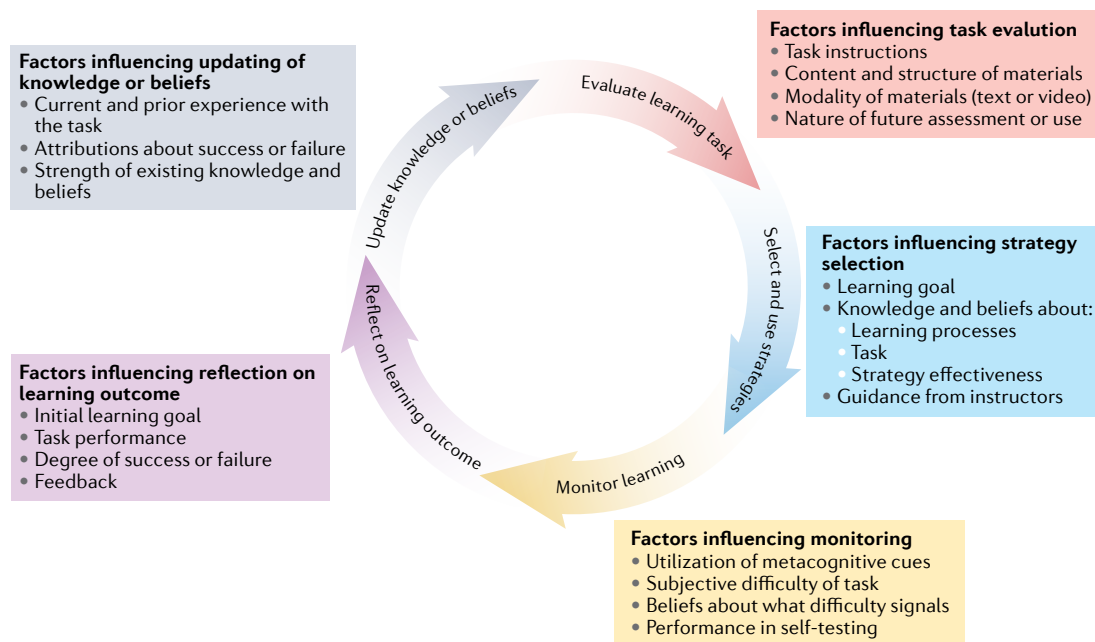 Factors influencing task evalution
• Task instructions
• Content and structure of materials
• Modality of materials (text or video)
• Nature of future assessment or use
Factors influencing updating of
knowledge or beliefs
• Current and prior experience with
the task
• Attributions about success or failure
• Strength of existing knowledge and
beliefs
Evaluate learning task
Update knowledge or beliefs
Select and use strategies
Factors influencing strategy
selection
• Learning goal
• Knowledge and beliefs about:
• Learning processes
• Task
• Strategy effectiveness
• Guidance from instructors
Reflect on learning outcome
Factors influencing reflection on
learning outcome
• Initial learning goal
• Task performance
• Degree of success or failure
• Feedback
Monitor learning
Factors influencing monitoring
• Utilization of metacognitive cues
• Subjective difficulty of task
• Beliefs about what difficulty signals
• Performance in self-testing